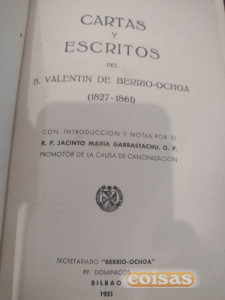 CARTAS
Y
ESCRITOS
DEL
B. VALENTIN DE BERRIO-OCHOA
(1827-1861)
CON INTRODUCCION Y NOTAS POR EL
R. P. JACINTO MARIA GARRASTACHU, O. P.
PROMOTOR DE LA CAUSA DE CANONIZACION
SECRETARIADO "BERRIO-OCHOA"
PP. DOMINICOS
BILBAO
1951
coisas